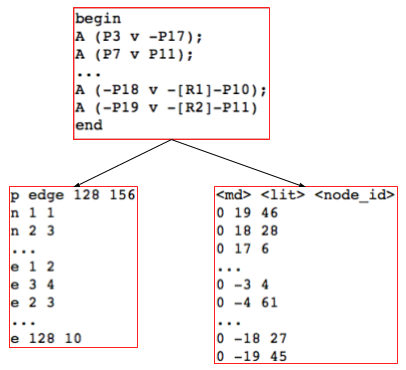 begin
A (P3 v -P17);
A (P7 v P11);
...
A (-P18 v -[R1]-P10);
A (-P19 v -[R2]-P11)
end
p edge 128 156
n 1 1
n 2 3
...
e 1 2
e 3 4
e 2 3
...
e 128 10
<md> <lit> <node_id>
0 19 46
0 18 28
0 17 6
...
0 -3 4
0 -4 61
...
0 -18 27
0 -19 45